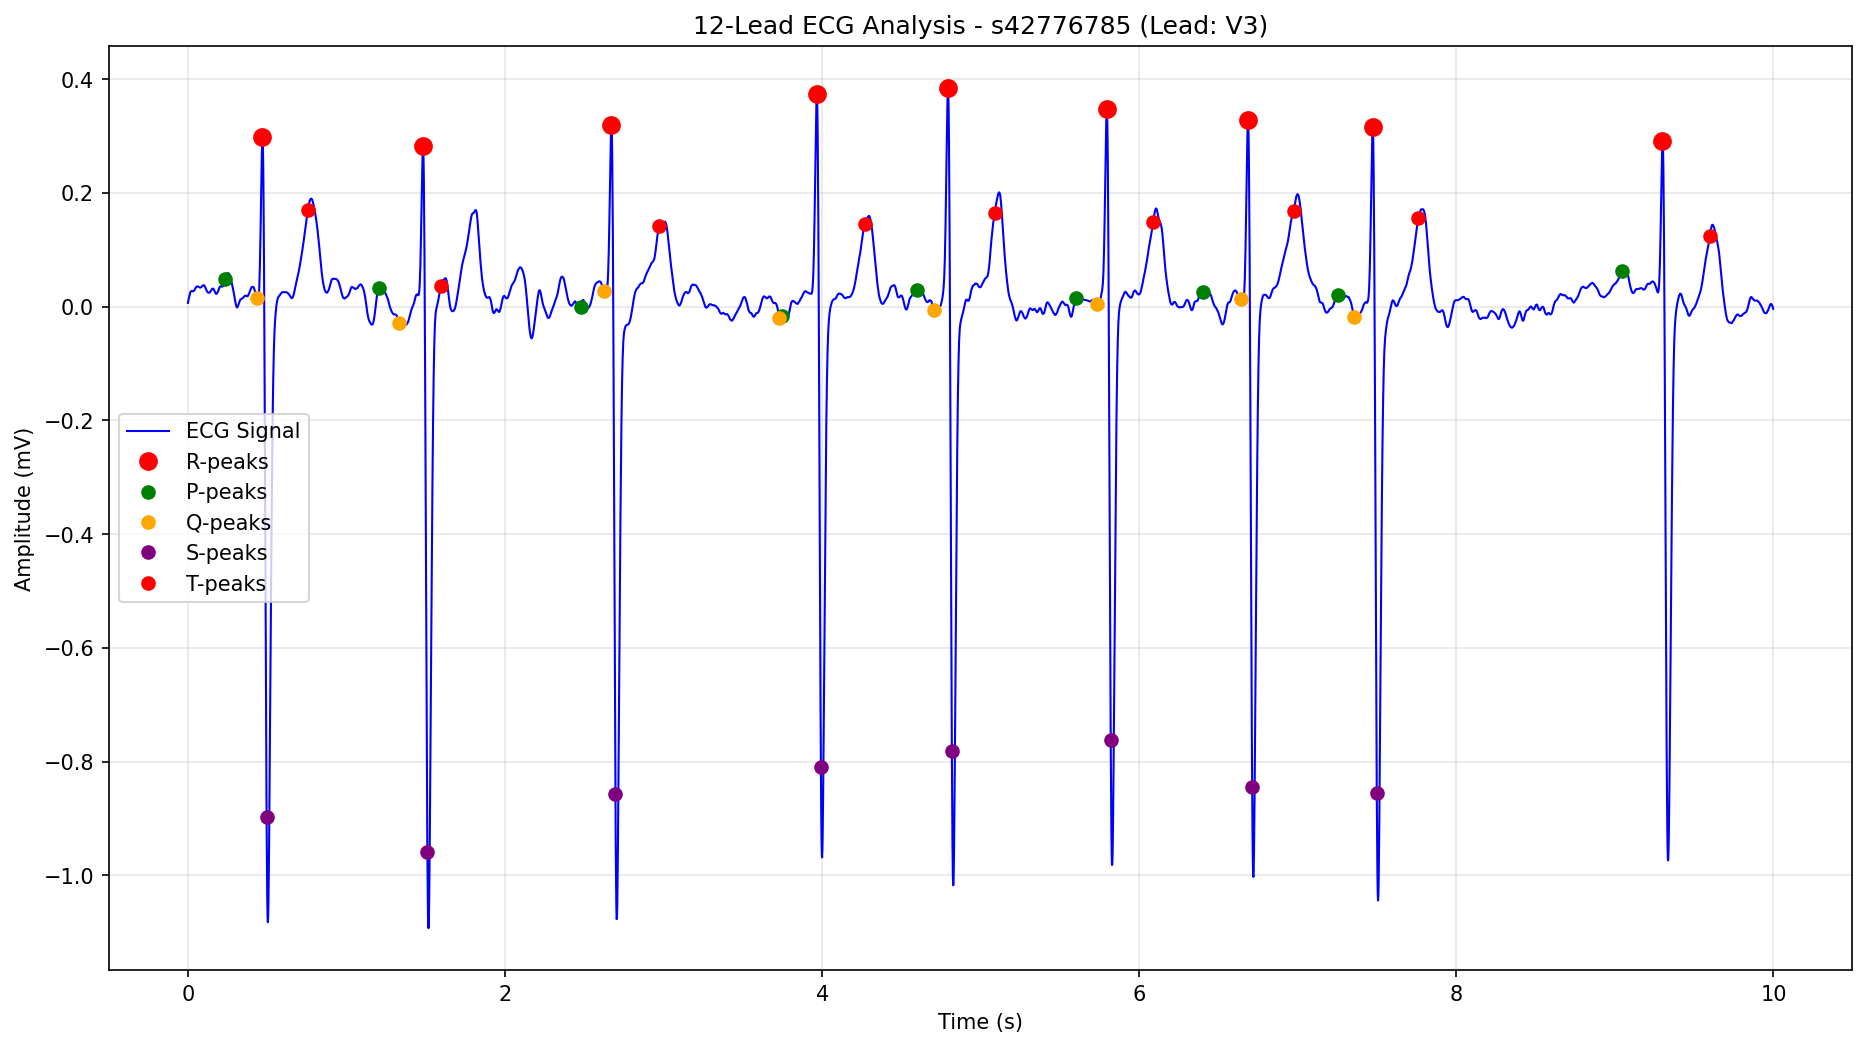 12-Lead ECG Analysis - s42776785 (Lead: V3)
Amplitude (mV)
0.4
0.2
0.0
−0.2
−0.4
−0.6
−0.8
−1.0
ECG Signal
R-peaks
P-peaks
Q-peaks
S-peaks
T-peaks
0 2 4 6 8 10
Time (s)